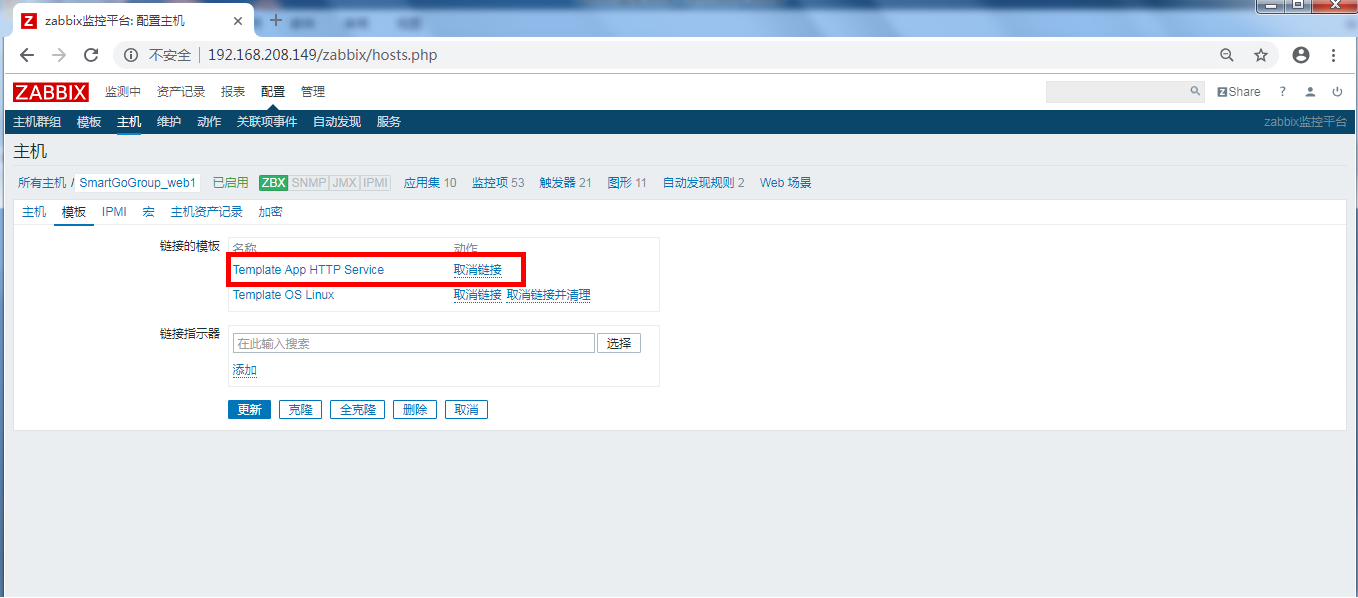 zabbix监控平台: 配置主机
不安全 192.168.208.149/zabbix/hosts.php
ZABBIX 监测中 资产记录 报表 配置 管理 Z Share ?
主机群组 模板 主机 维护 动作 关联项事件 自动发现 服务 zabbix监控平台
主机
所有主机 / SmartGoGroup_web1 已启用 ZBX SNMP JMX IPMI 应用集 10 监控项 53 触发器 21 图形 11 自动发现规则 2 Web 场景
主机 模板 IPMI 宏 主机资产记录 加密
链接的模板 名称 动作
Template App HTTP Service 取消链接
Template OS Linux 取消链接 取消链接并清理
链接指示器
在此输入搜索 选择
添加
更新 克隆 全克隆 删除 取消